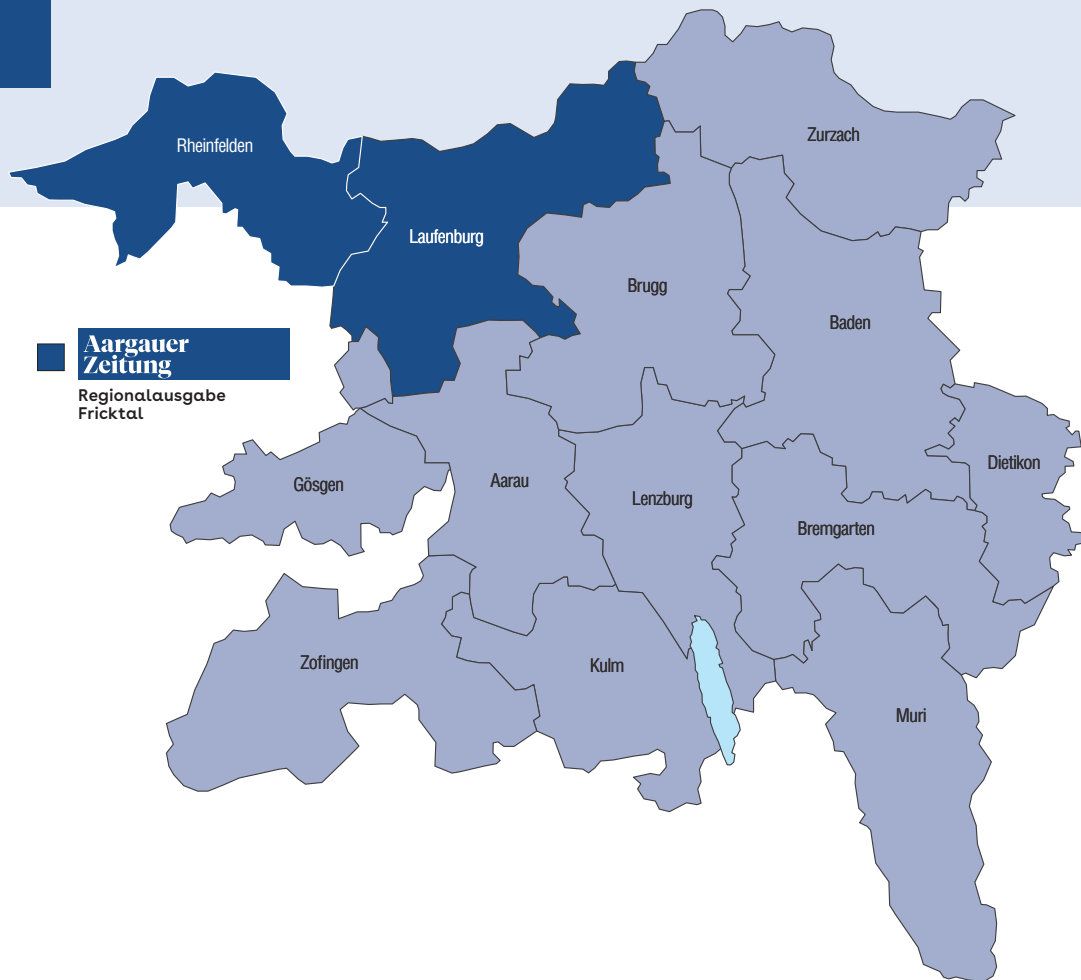 Zurzach
Rheinfelden
Laufenburg
Brugg
Baden
Aargauer
Zeitung
Regionalausgabe
Fricktal
Dietikon
Gösgen
Aarau
Lenzburg
Bremgarten
Zofingen
Kulm
Muri